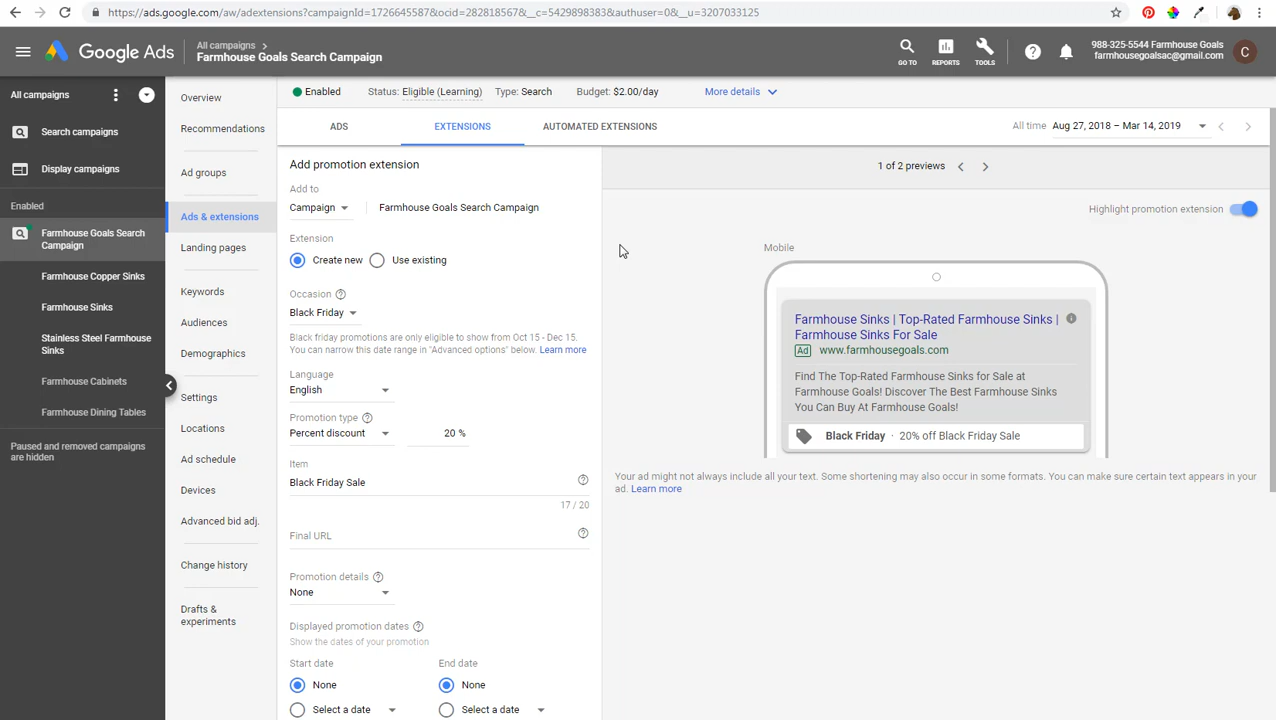 https://ads.google.com/aw/adextensions?campaignId=1726645587&ocid=282818567&__c=5429898383&authuser=0&__u=3207033125
Google Ads
All campaigns
Farmhouse Goals Search Campaign
GO TO
REPORTS
TOOLS
988-325-5544 Farmhouse Goals
farmhousegoalsac@gmail.com
C
All campaigns
Search campaigns
Display campaigns
Enabled
Farmhouse Goals Search
Campaign
Farmhouse Copper Sinks
Farmhouse Sinks
Stainless Steel Farmhouse
Sinks
Farmhouse Cabinets
Farmhouse Dining Tables
Paused and removed campaigns
are hidden
Overview
Recommendations
Ad groups
Ads & extensions
Landing pages
Keywords
Audiences
Demographics
Settings
Locations
Ad schedule
Devices
Advanced bid adj.
Change history
Drafts &
experiments
Enabled
Status: Eligible (Learning)
Type: Search
Budget: $2.00/day
More details
ADS
EXTENSIONS
AUTOMATED EXTENSIONS
All time
Aug 27, 2018 – Mar 14, 2019
Add promotion extension
Add to
Campaign
Farmhouse Goals Search Campaign
Extension
Create new
Use existing
Occasion
Black Friday
Black friday promotions are only eligible to show from Oct 15 - Dec 15.
You can narrow this date range in "Advanced options" below. Learn more
Language
English
Promotion type
Percent discount
20 %
Item
Black Friday Sale
17 / 20
Final URL
Promotion details
None
Displayed promotion dates
Show the dates of your promotion
Start date
End date
None
None
Select a date
Select a date
1 of 2 previews
Highlight promotion extension
Mobile
Farmhouse Sinks | Top-Rated Farmhouse Sinks |
Farmhouse Sinks For Sale
Ad www.farmhousegoals.com
Find The Top-Rated Farmhouse Sinks for Sale at
Farmhouse Goals! Discover The Best Farmhouse Sinks
You Can Buy At Farmhouse Goals!
Black Friday · 20% off Black Friday Sale
Your ad might not always include all your text. Some shortening may also occur in some formats. You can make sure certain text appears in your
ad. Learn more